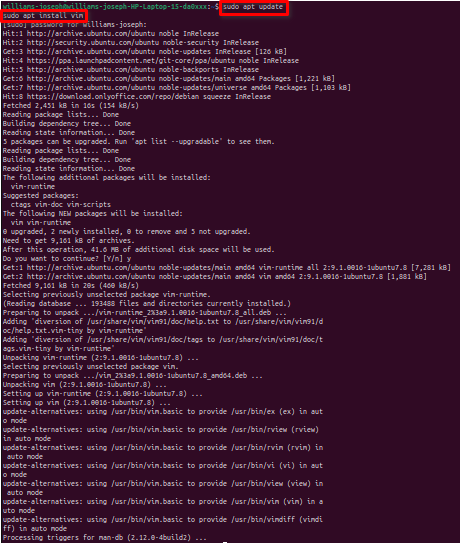 williams-joseph@williams-joseph-HP-Laptop-15-da0xxx:~$ sudo apt update
sudo apt install vim
[sudo] password for williams-joseph:
Hit:1 http://archive.ubuntu.com/ubuntu noble InRelease
Hit:2 http://security.ubuntu.com/ubuntu noble-security InRelease
Get:3 http://archive.ubuntu.com/ubuntu noble-updates InRelease [126 kB]
Hit:4 https://ppa.launchpadcontent.net/git-core/ppa/ubuntu noble InRelease
Hit:5 http://archive.ubuntu.com/ubuntu noble-backports InRelease
Get:6 http://archive.ubuntu.com/ubuntu noble-updates/main amd64 Packages [1,221 kB]
Get:7 http://archive.ubuntu.com/ubuntu noble-updates/universe amd64 Packages [1,103 kB]
Hit:8 https://download.onlyoffice.com/repo/debian squeeze InRelease
Fetched 2,451 kB in 16s (154 kB/s)
Reading package lists... Done
Building dependency tree... Done
Reading state information... Done
5 packages can be upgraded. Run 'apt list --upgradable' to see them.
Reading package lists... Done
Building dependency tree... Done
Reading state information... Done
The following additional packages will be installed:
  vim-runtime
Suggested packages:
  ctags vim-doc vim-scripts
The following NEW packages will be installed:
  vim vim-runtime
0 upgraded, 2 newly installed, 0 to remove and 5 not upgraded.
Need to get 9,161 kB of archives.
After this operation, 41.6 MB of additional disk space will be used.
Do you want to continue? [Y/n] y
Get:1 http://archive.ubuntu.com/ubuntu noble-updates/main amd64 vim-runtime all 2:9.1.0016-1ubuntu7.8 [7,281 kB]
Get:2 http://archive.ubuntu.com/ubuntu noble-updates/main amd64 vim amd64 2:9.1.0016-1ubuntu7.8 [1,881 kB]
Fetched 9,161 kB in 20s (460 kB/s)
Selecting previously unselected package vim-runtime.
(Reading database ... 193488 files and directories currently installed.)
Preparing to unpack .../vim-runtime_2%3a9.1.0016-1ubuntu7.8_all.deb ...
Adding 'diversion of /usr/share/vim/vim91/doc/help.txt to /usr/share/vim/vim91/d
oc/help.txt.vim-tiny by vim-runtime'
Adding 'diversion of /usr/share/vim/vim91/doc/tags to /usr/share/vim/vim91/doc/t
ags.vim-tiny by vim-runtime'
Unpacking vim-runtime (2:9.1.0016-1ubuntu7.8) ...
Selecting previously unselected package vim.
Preparing to unpack .../vim_2%3a9.1.0016-1ubuntu7.8_amd64.deb ...
Unpacking vim (2:9.1.0016-1ubuntu7.8) ...
Setting up vim-runtime (2:9.1.0016-1ubuntu7.8) ...
Setting up vim (2:9.1.0016-1ubuntu7.8) ...
update-alternatives: using /usr/bin/vim.basic to provide /usr/bin/ex (ex) in aut
o mode
update-alternatives: using /usr/bin/vim.basic to provide /usr/bin/rview (rview)
in auto mode
update-alternatives: using /usr/bin/vim.basic to provide /usr/bin/rvim (rvim) in
 auto mode
update-alternatives: using /usr/bin/vim.basic to provide /usr/bin/vi (vi) in aut
o mode
update-alternatives: using /usr/bin/vim.basic to provide /usr/bin/view (view) in
 auto mode
update-alternatives: using /usr/bin/vim.basic to provide /usr/bin/vim (vim) in a
uto mode
update-alternatives: using /usr/bin/vim.basic to provide /usr/bin/vimdiff (vimdi
ff) in auto mode
Processing triggers for man-db (2.12.0-4build2) ...